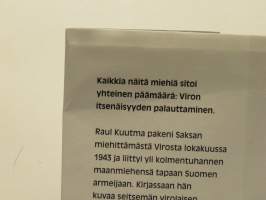 Kaikkia näitä miehiä sitoi
yhteinen päämäärä: Viron
itsenäisyyden palauttaminen.
Raul Kuutma pakeni Saksan
miehittämästä Virosta lokakuussa
1943 ja liittyi yli kolmentuhannen
maanmiehensä tapaan Suomen
armeijaan. Kirjassaan hän
kuvaa seitsemän virolaisen